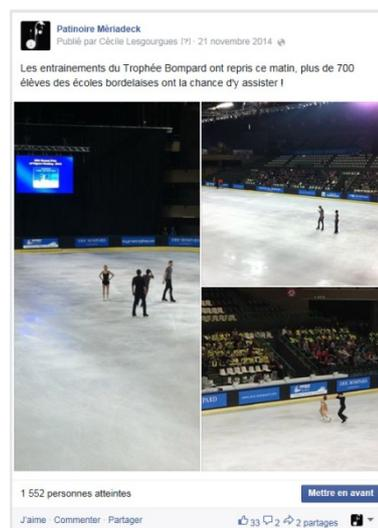 Patinoire Mériadeck
Publié par Cécile Lesgourgues [?] · 21 novembre 2014
Les entrainements du Trophée Bompard ont repris ce matin, plus de 700
élèves des écoles bordelaises ont la chance d'y assister !
1 552 personnes atteintes
Mettre en avant
J'aime · Commenter · Partager
33 2 2 partages